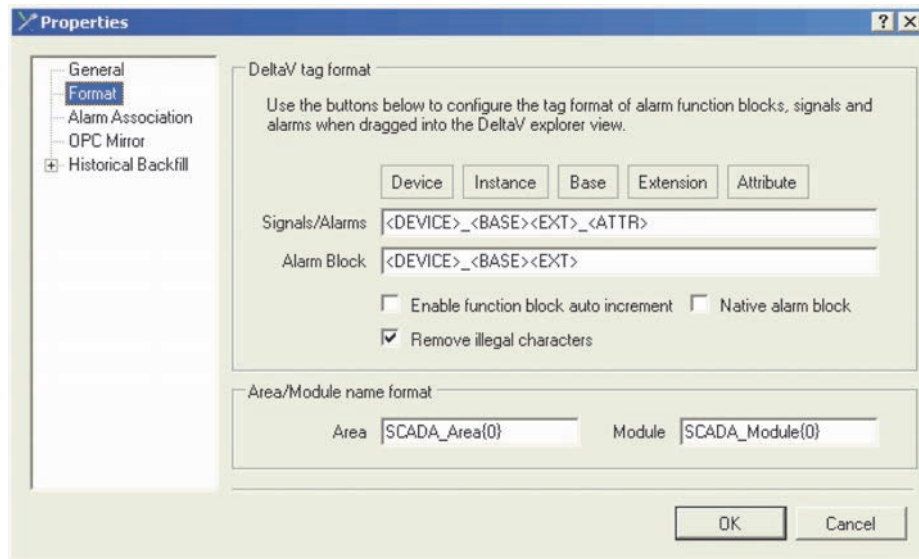 Properties
General
Format
Alarm Association
OPC Mirror
Historical Backfill
DeltaV tag format
Use the buttons below to configure the tag format of alarm function blocks, signals and
alarms when dragged into the DeltaV explorer view.
Device Instance Base Extension Attribute
Signals/Alarms <DEVICE>_<BASE><EXT>_<ATTR>
Alarm Block <DEVICE>_<BASE><EXT>
Enable function block auto increment Native alarm block
Remove illegal characters
Area/Module name format
Area SCADA_Area{0} Module SCADA_Module{0}
OK Cancel